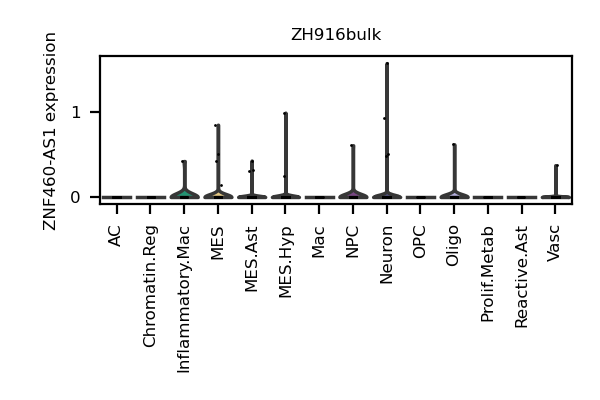 ZH916bulk
ZNF460-AS1 expression
1
0
AC
Chromatin.Reg
Inflammatory.Mac
MES
MES.Ast
MES.Hyp
Mac
NPC
Neuron
OPC
Oligo
Prolif.Metab
Reactive.Ast
Vasc